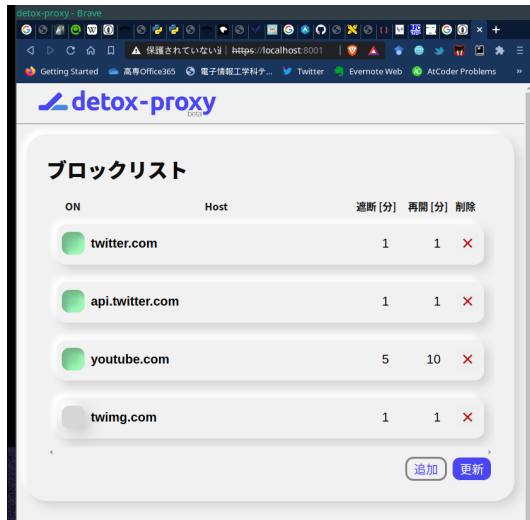 detox-proxy - Brave
保護されていない通 https://localhost:8001
Getting Started 高専Office365 電子情報工学科テ... Twitter Evernote Web AtCoder Problems »
detox-proxy
beta
ブロックリスト
ON Host 遮断 [分] 再開 [分] 削除
twitter.com 1 1 ×
api.twitter.com 1 1 ×
youtube.com 5 10 ×
twimg.com 1 1 ×
追加 更新